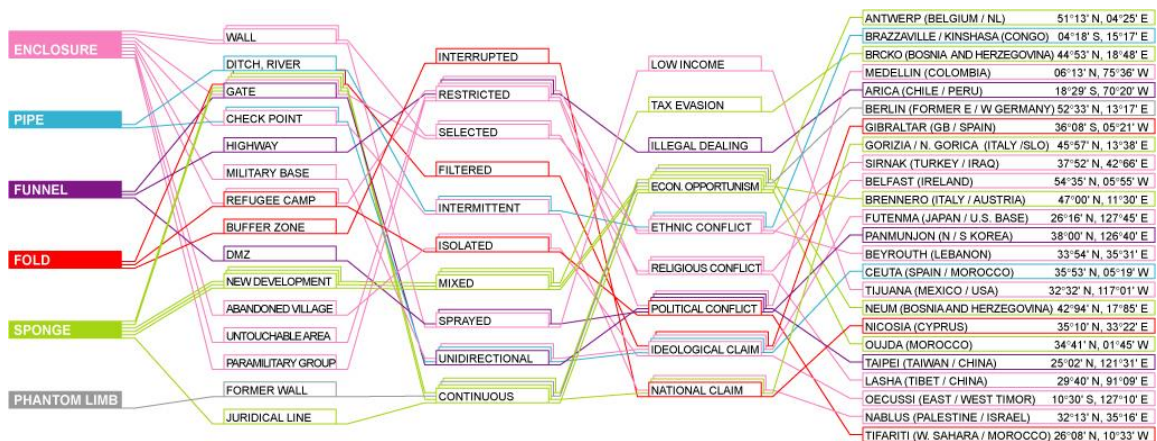 ENCLOSURE
PIPE
FUNNEL
FOLD
SPONGE
PHANTOM LIMB
WALL
DITCH, RIVER
GATE
CHECK POINT
HIGHWAY
MILITARY BASE
REFUGEE CAMP
BUFFER ZONE
DMZ
NEW DEVELOPMENT
ABANDONED VILLAGE
UNTOUCHABLE AREA
PARAMILITARY GROUP
FORMER WALL
JURIDICAL LINE
INTERRUPTED
RESTRICTED
SELECTED
FILTERED
INTERMITTENT
ISOLATED
MIXED
SPRAYED
UNIDIRECTIONAL
CONTINUOUS
LOW INCOME
TAX EVASION
ILLEGAL DEALING
ECON. OPPORTUNISM
ETHNIC CONFLICT
RELIGIOUS CONFLICT
POLITICAL CONFLICT
IDEOLOGICAL CLAIM
NATIONAL CLAIM
ANTWERP (BELGIUM / NL) 51°13' N, 04°25' E
BRAZZAVILLE / KINSHASA (CONGO) 04°18' S, 15°17' E
BRCKO (BOSNIA AND HERZEGOVINA) 44°53' N, 18°48' E
MEDELLIN (COLOMBIA) 06°13' N, 75°36' W
ARICA (CHILE / PERU) 18°29' S, 70°20' W
BERLIN (FORMER E / W GERMANY) 52°33' N, 13°17' E
GIBRALTAR (GB / SPAIN) 36°08' S, 05°21' W
GORIZIA / N. GORICA (ITALY /SLO) 45°57' N, 13°38' E
SIRNAK (TURKEY / IRAQ) 37°52' N, 42°66' E
BELFAST (IRELAND) 54°35' N, 05°55' W
BRENNERO (ITALY / AUSTRIA) 47°00' N, 11°30' E
FUTENMA (JAPAN / U.S. BASE) 26°16' N, 127°45' E
PANMUNJON (N / S KOREA) 38°00' N, 126°40' E
BEYROUTH (LEBANON) 33°54' N, 35°31' E
CEUTA (SPAIN / MOROCCO) 35°53' N, 05°19' W
TIJUANA (MEXICO / USA) 32°32' N, 117°01' W
NEUM (BOSNIA AND HERZEGOVINA) 42°94' N, 17°85' E
NICOSIA (CYPRUS) 35°10' N, 33°22' E
OUJDA (MOROCCO) 34°41' N, 01°45' W
TAIPEI (TAIWAN / CHINA) 25°02' N, 121°31' E
LASHA (TIBET / CHINA) 29°40' N, 91°09' E
OECUSSI (EAST / WEST TIMOR) 10°30' S, 127°10' E
NABLUS (PALESTINE / ISRAEL) 32°13' N, 35°16' E
TIFARITI (W. SAHARA / MOROCCO) 26°08' N, 10°33' W